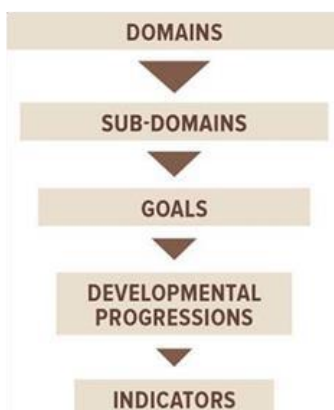 DOMAINS
SUB-DOMAINS
GOALS
DEVELOPMENTAL
PROGRESSIONS
INDICATORS